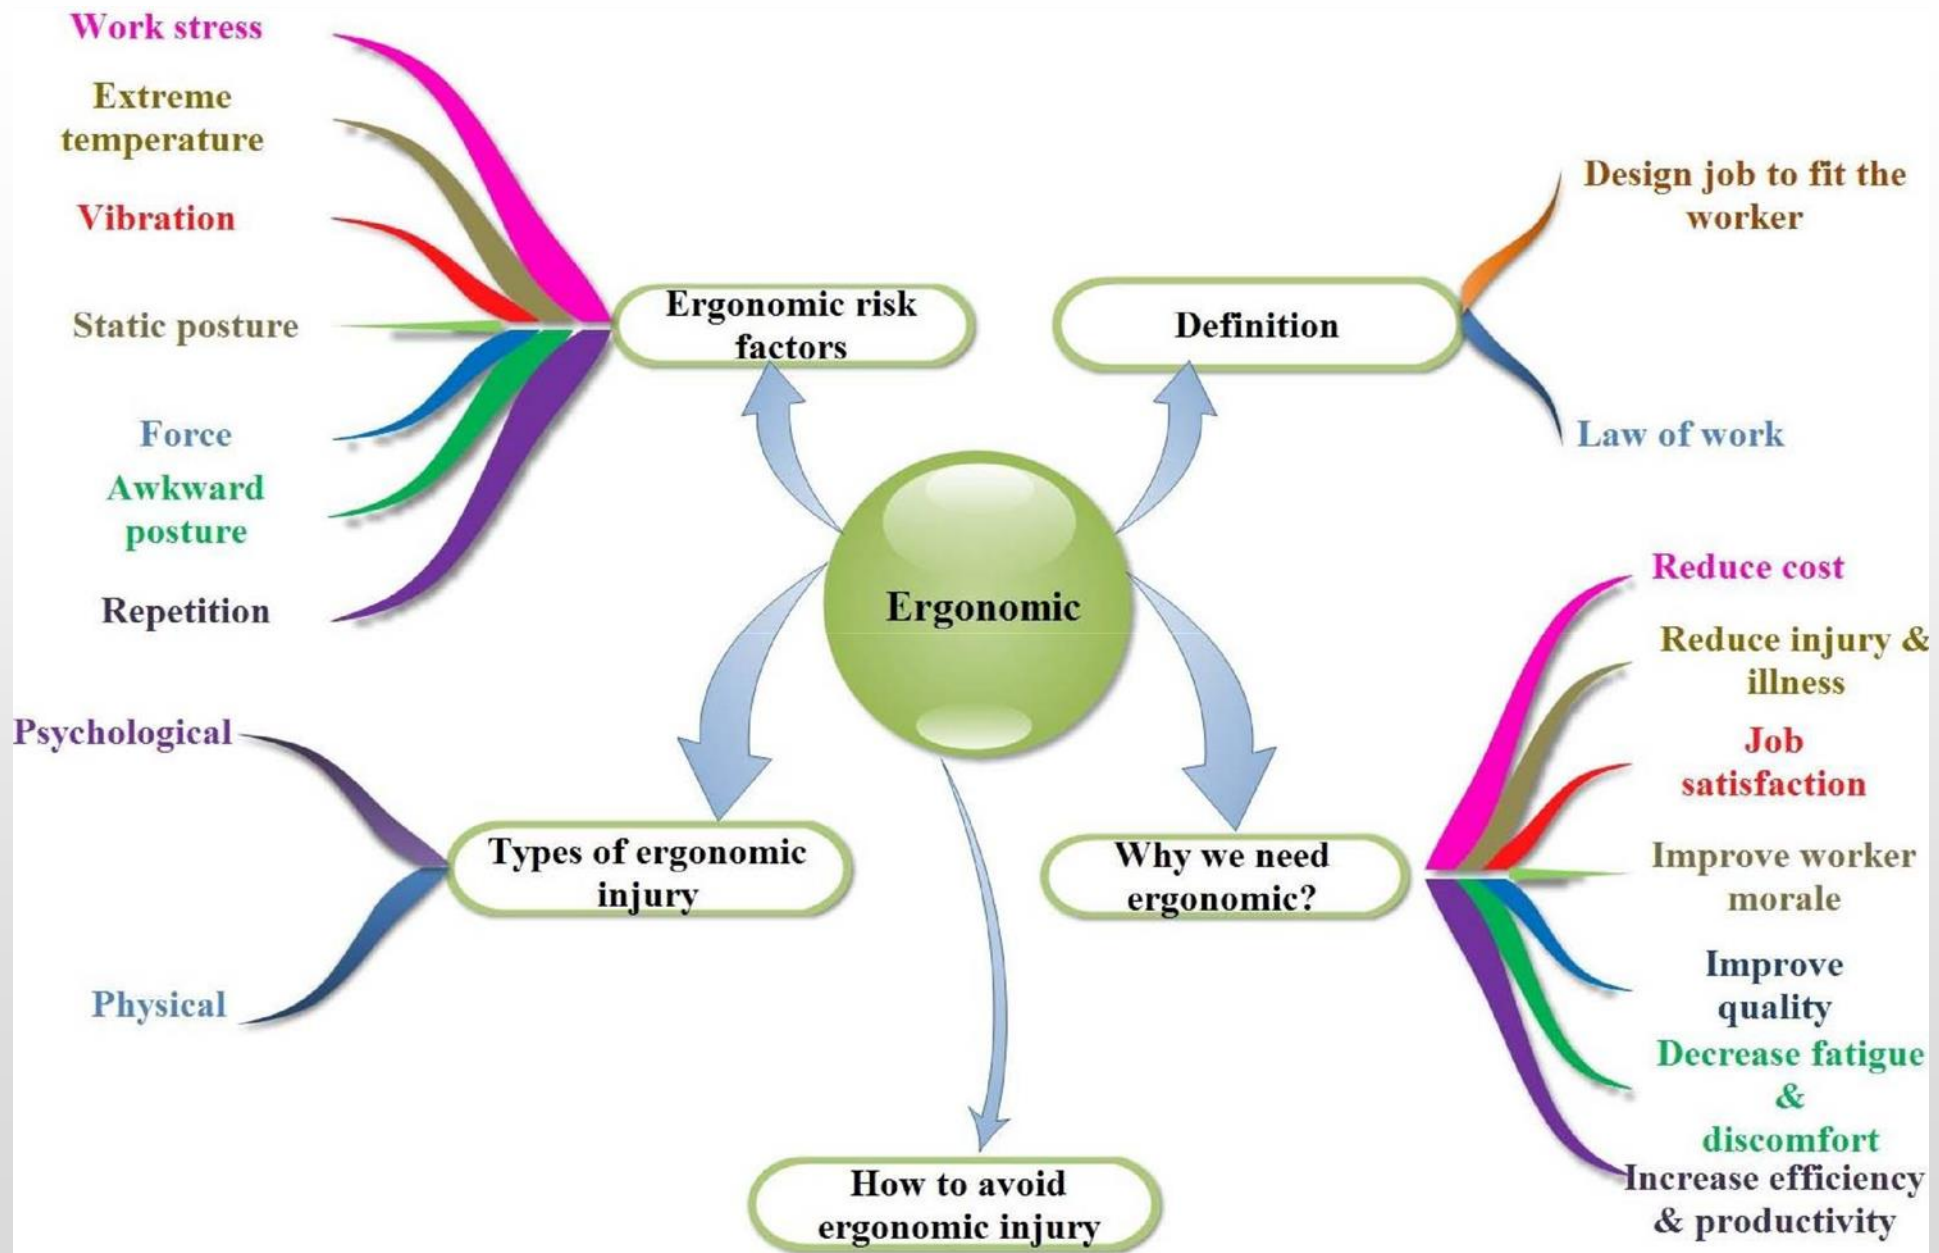 Work stress
Extreme
temperature
Vibration
Static posture
Force
Awkward
posture
Repetition
Ergonomic risk
factors
Definition
Design job to fit the
worker
Law of work
Ergonomic
Psychological
Physical
Types of ergonomic
injury
Why we need
ergonomic?
Reduce cost
Reduce injury &
illness
Job
satisfaction
Improve worker
morale
Improve
quality
Decrease fatigue
&
discomfort
Increase efficiency
& productivity
How to avoid
ergonomic injury